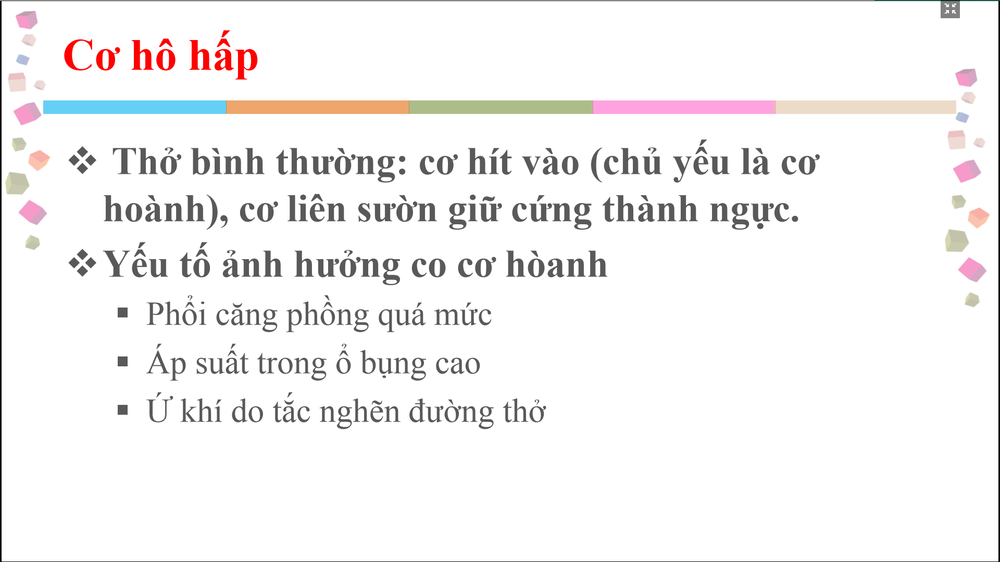 Cơ hô hấp
❖ Thở bình thường: cơ hít vào (chủ yếu là cơ
hoành), cơ liên sườn giữ cứng thành ngực.
❖ Yếu tố ảnh hưởng co cơ hòanh
▪ Phổi căng phồng quá mức
▪ Áp suất trong ổ bụng cao
▪ Ứ khí do tắc nghẽn đường thở